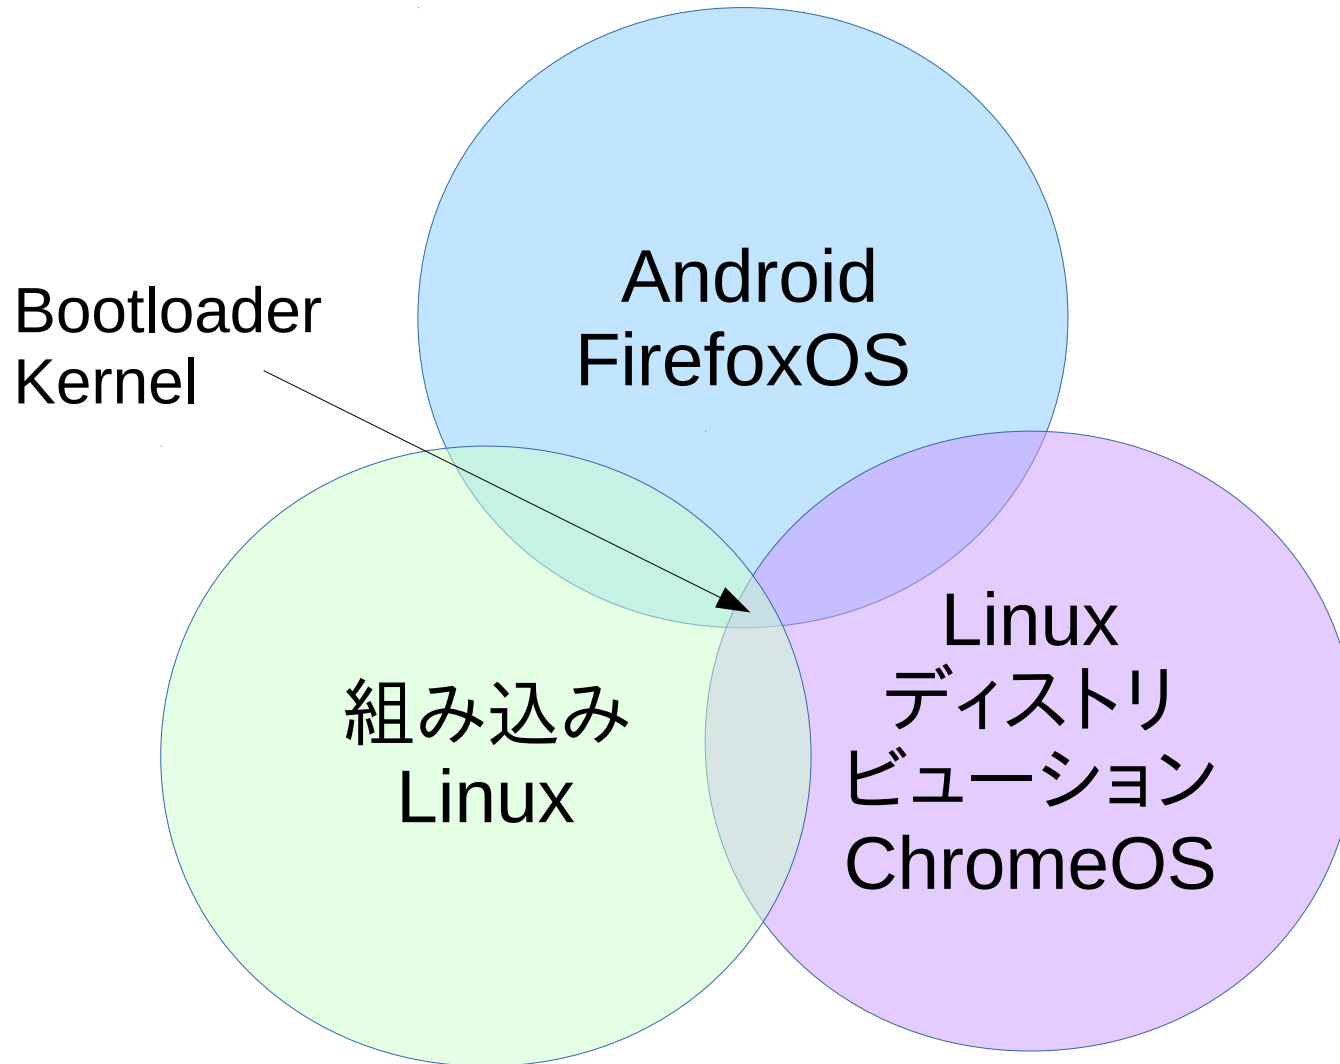 Bootloader
Kernel
Android
FirefoxOS
組み込み
Linux
Linux
ディストリ
ビューション
ChromeOS